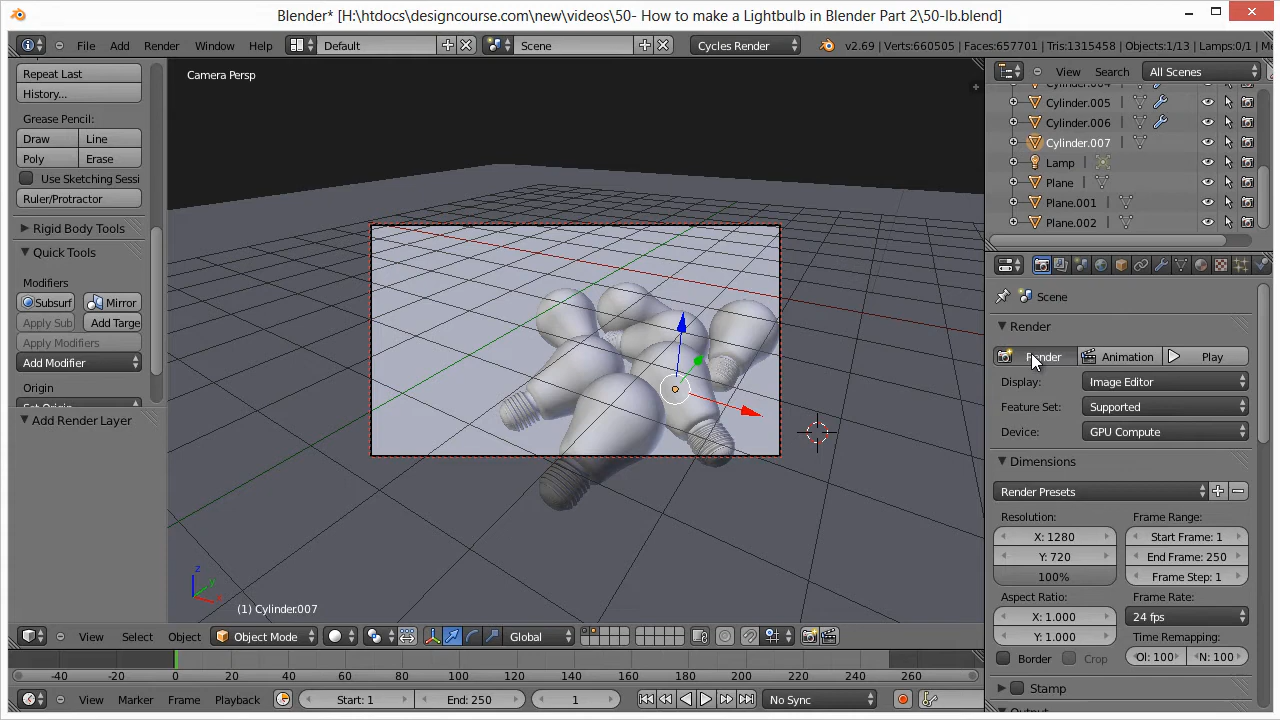 Blender* [H:\htdocs\designcourse.com\new\videos\50- How to make a Lightbulb in Blender Part 2\50-lb.blend]
File Add Render Window Help Default Scene Cycles Render v2.69 | Verts:660505 | Faces:657701 | Tris:1315458 | Objects:1/13 | Lamps:0/1 |
Repeat Last
History...
Grease Pencil:
Draw Line
Poly Erase
Use Sketching Sessi
Ruler/Protractor
Rigid Body Tools
Quick Tools
Modifiers
Subsurf Mirror
Apply Sub Add Targe
Apply Modifiers
Add Modifier
Origin
Add Render Layer
Camera Persp
z
y
x
(1) Cylinder.007
View Select Object Object Mode Global
-40 -20 0 20 40 60 80 100 120 140 160 180 200 220 240 260
View Marker Frame Playback Start: 1 End: 250 1 No Sync
View Search All Scenes
Cylinder.004
Cylinder.005
Cylinder.006
Cylinder.007
Lamp
Plane
Plane.001
Plane.002
Scene
Render
Render Animation Play
Display: Image Editor
Feature Set: Supported
Device: GPU Compute
Dimensions
Render Presets
Resolution: Frame Range:
X: 1280 Start Frame: 1
Y: 720 End Frame: 250
100% Frame Step: 1
Aspect Ratio: Frame Rate:
X: 1.000 24 fps
Y: 1.000 Time Remapping:
Border Crop Ol: 100 N: 100
Stamp